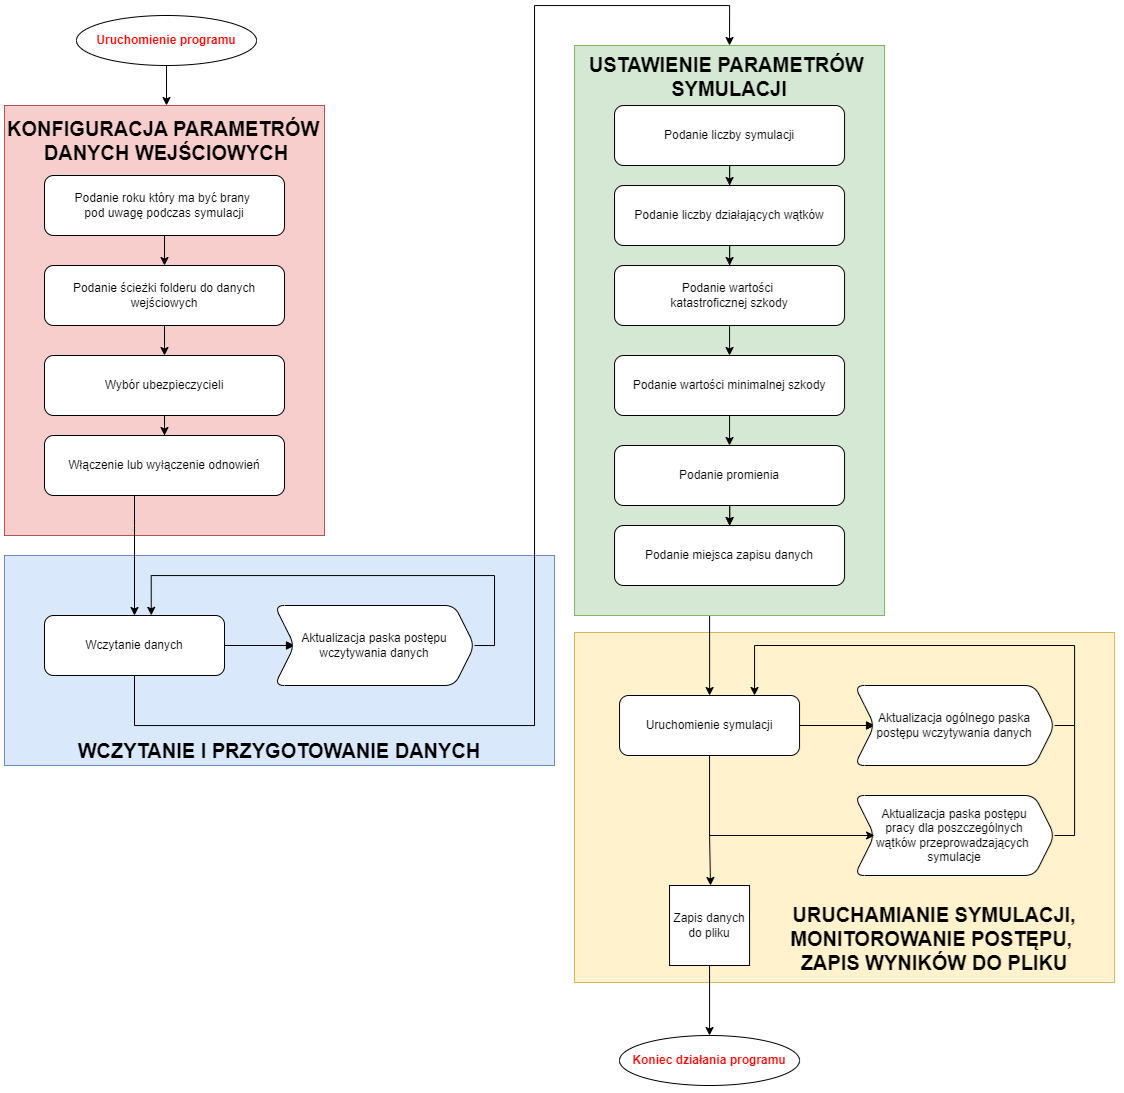 Uruchomienie programu
KONFIGURACJA PARAMETRÓW
DANYCH WEJŚCIOWYCH
Podanie roku który ma być brany
pod uwagę podczas symulacji
Podanie ścieżki folderu do danych
wejściowych
Wybór ubezpieczycieli
Włączenie lub wyłączenie odnowień
Wczytanie danych
Aktualizacja paska postępu
wczytywania danych
WCZYTANIE I PRZYGOTOWANIE DANYCH
USTAWIENIE PARAMETRÓW
SYMULACJI
Podanie liczby symulacji
Podanie liczby działających wątków
Podanie wartości
katastroficznej szkody
Podanie wartości minimalnej szkody
Podanie promienia
Podanie miejsca zapisu danych
Uruchomienie symulacji
Aktualizacja ogólnego paska
postępu wczytywania danych
Aktualizacja paska postępu
pracy dla poszczególnych
wątków przeprowadzających
symulacje
Zapis danych
do pliku
URUCHAMIANIE SYMULACJI,
MONITOROWANIE POSTĘPU,
ZAPIS WYNIKÓW DO PLIKU
Koniec działania programu